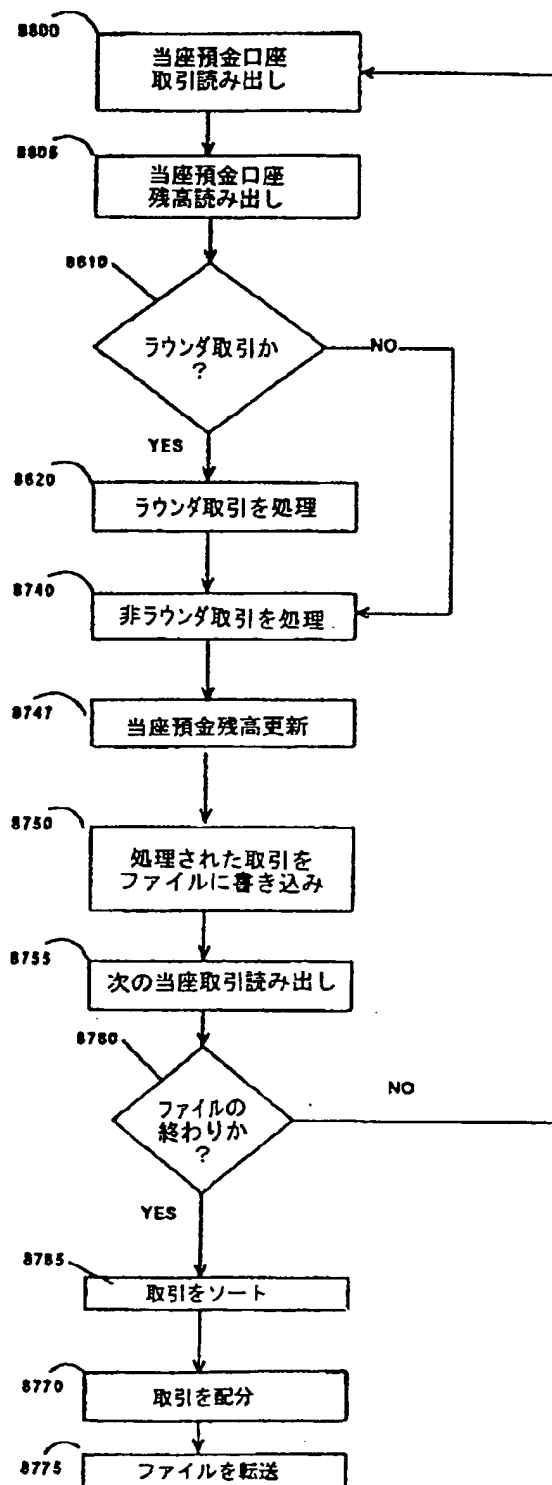 8600
当座預金口座
取引読み出し
8605
当座預金口座
残高読み出し
8610
ラウンダ取引か
?
NO
YES
8620
ラウンダ取引を処理
8740
非ラウンダ取引を処理
8747
当座預金残高更新
8750
処理された取引を
ファイルに書き込み
8755
次の当座取引読み出し
8760
ファイルの
終わりか
?
NO
YES
8765
取引をソート
8770
取引を配分
8775
ファイルを転送